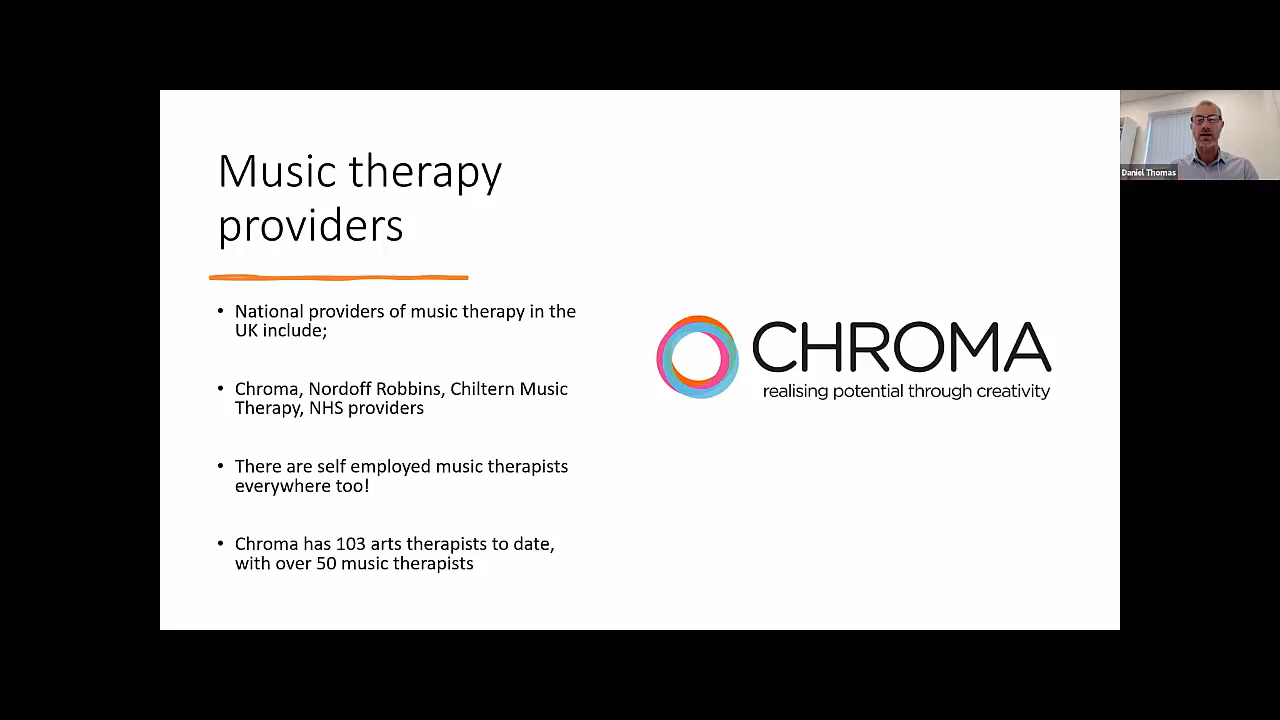 Music therapy
providers
• National providers of music therapy in the
UK include;
• Chroma, Nordoff Robbins, Chiltern Music
Therapy, NHS providers
• There are self employed music therapists
everywhere too!
• Chroma has 103 arts therapists to date,
with over 50 music therapists
CHROMA
realising potential through creativity
Daniel Thomas